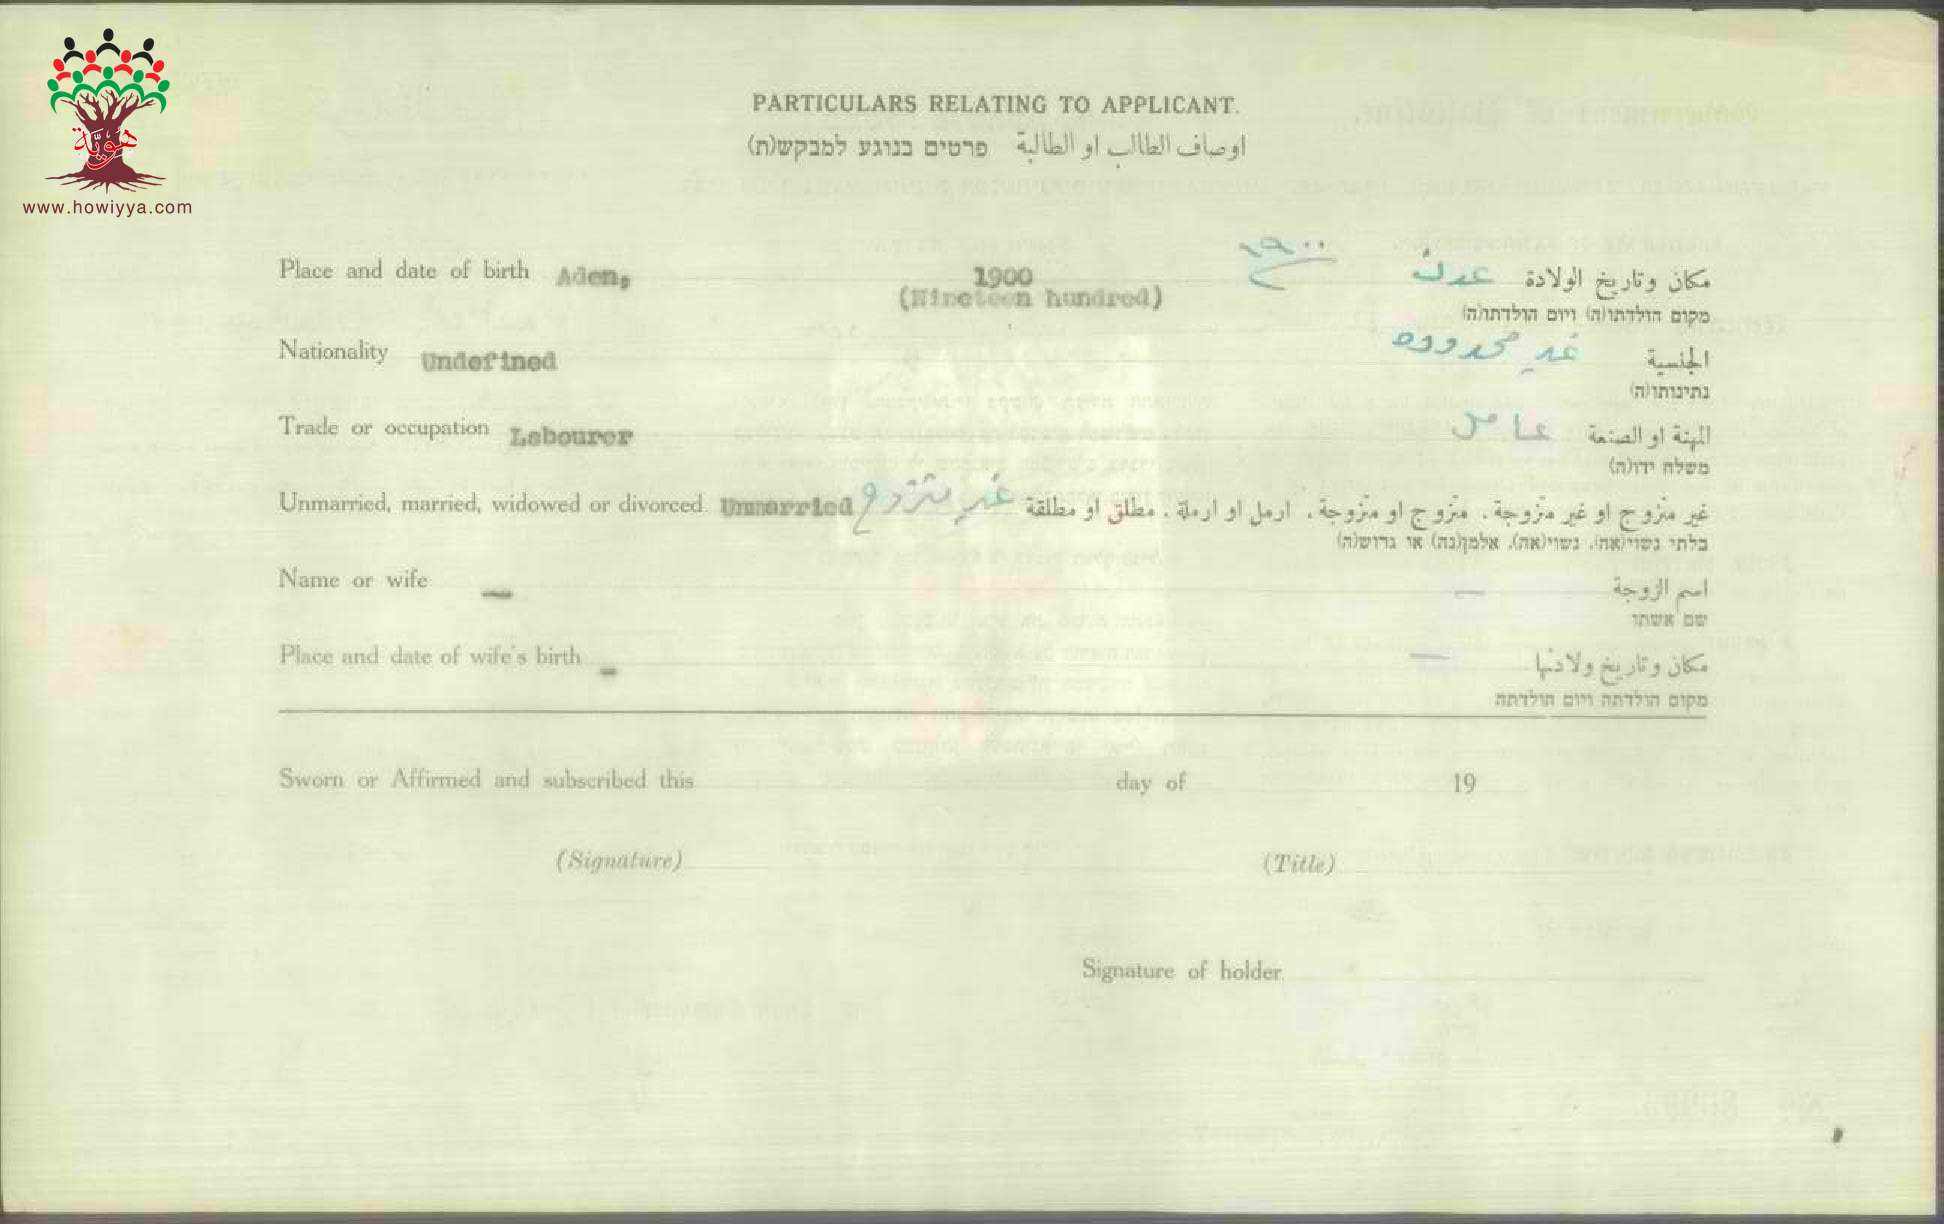 هوية
www.howiyya.com
PARTICULARS RELATING TO APPLICANT.
اوصاف الطالب او الطالبة פרטים בנוגע למבקש(ת)
Place and date of birth Aden, 1900 ١٩٠٠ عدن مكان وتاريخ الولادة
(Nineteen hundred)
מקום הולדתו(ה) ויום הולדתו(ה)
Nationality Undefined غير محدوده الجنسية
נתינותו(ה)
Trade or occupation Labourer عامل المهنة او الصنعة
משלח ידו(ה)
Unmarried, married, widowed or divorced. Unmarried غير متزوج غير متزوج او غير متزوجة . متزوج او متزوجة . ارمل او ارملة . مطلق او مطلقة
בלתי נשוי(אה). נשוי(אה). אלמן(נה) או גרוש(ה)
Name or wife — — اسم الزوجة
שם אשתו
Place and date of wife's birth — — مكان وتاريخ ولادتها
מקום הולדתה ויום הולדתה
Sworn or Affirmed and subscribed this day of 19
(Signature) (Title)
Signature of holder